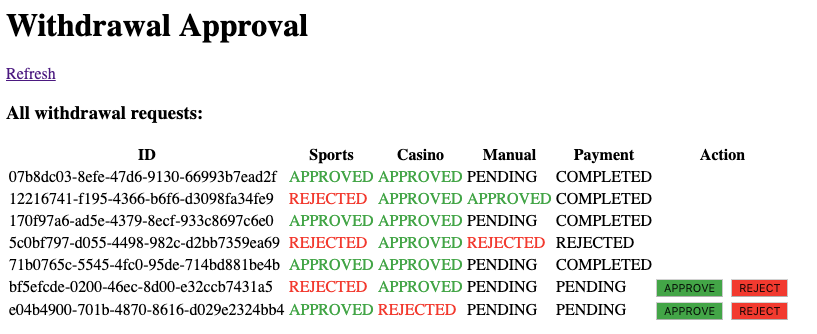 Withdrawal Approval
Refresh
All withdrawal requests:
ID Sports Casino Manual Payment Action
07b8dc03-8efe-47d6-9130-66993b7ead2f APPROVED APPROVED PENDING COMPLETED
12216741-f195-4366-b6f6-d3098fa34fe9 REJECTED APPROVED APPROVED COMPLETED
170f97a6-ad5e-4379-8ecf-933c8697c6e0 APPROVED APPROVED PENDING COMPLETED
5c0bf797-d055-4498-982c-d2bb7359ea69 REJECTED APPROVED REJECTED REJECTED
71b0765c-5545-4fc0-95de-714bd881be4b APPROVED APPROVED PENDING COMPLETED
bf5efcde-0200-46ec-8d00-e32ccb7431a5 REJECTED APPROVED PENDING PENDING APPROVE REJECT
e04b4900-701b-4870-8616-d029e2324bb4 APPROVED REJECTED PENDING PENDING APPROVE REJECT